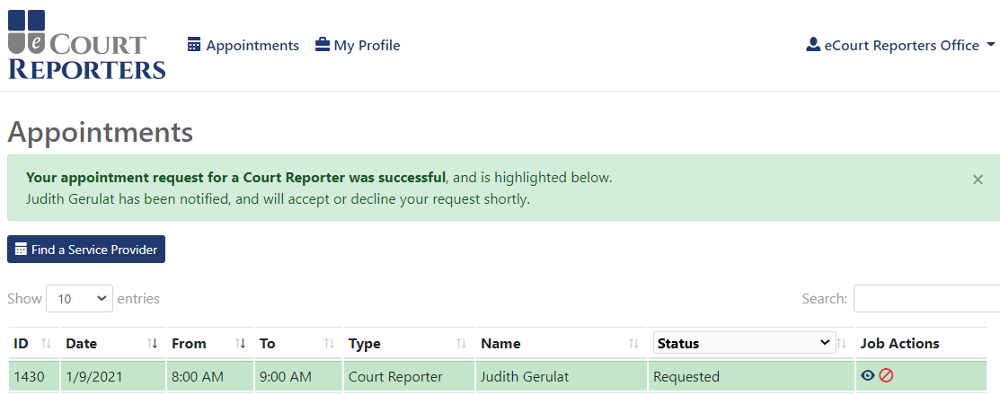 eCourt
Reporters
Appointments My Profile eCourt Reporters Office
Appointments
Your appointment request for a Court Reporter was successful, and is highlighted below. ×
Judith Gerulat has been notified, and will accept or decline your request shortly.
Find a Service Provider
Show 10 entries Search:
ID Date From To Type Name Status Job Actions
1430 1/9/2021 8:00 AM 9:00 AM Court Reporter Judith Gerulat Requested